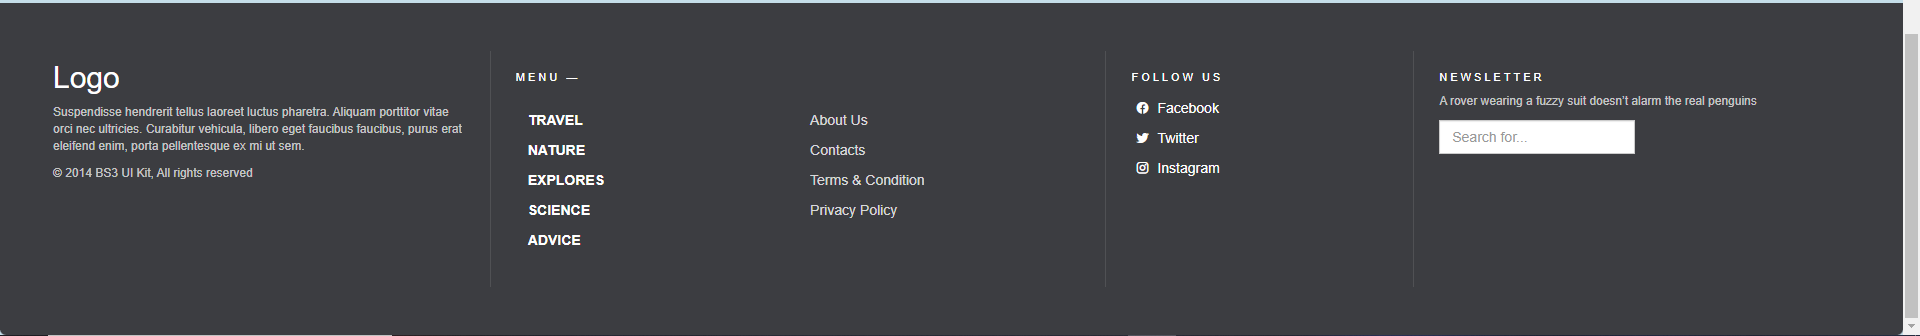 Logo
Suspendisse hendrerit tellus laoreet luctus pharetra. Aliquam porttitor vitae
orci nec ultricies. Curabitur vehicula, libero eget faucibus faucibus, purus erat
eleifend enim, porta pellentesque ex mi ut sem.
© 2014 BS3 UI Kit, All rights reserved
MENU —
TRAVEL
NATURE
EXPLORES
SCIENCE
ADVICE
About Us
Contacts
Terms & Condition
Privacy Policy
FOLLOW US
Facebook
Twitter
Instagram
NEWSLETTER
A rover wearing a fuzzy suit doesn't alarm the real penguins
Search for...